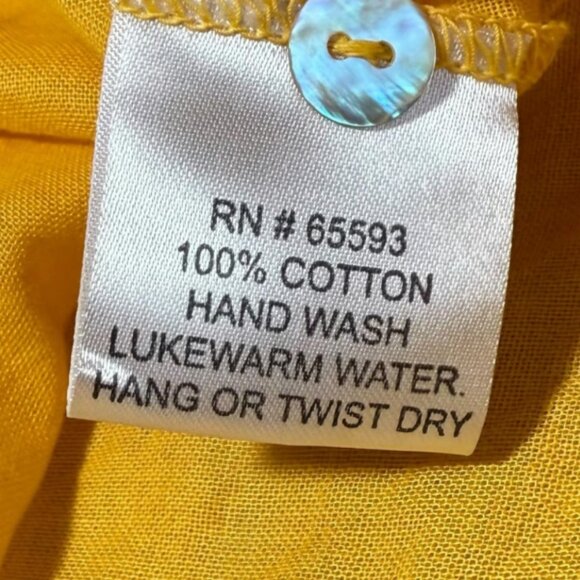 RN # 65593
100% COTTON
HAND WASH
LUKEWARM WATER.
HANG OR TWIST DRY